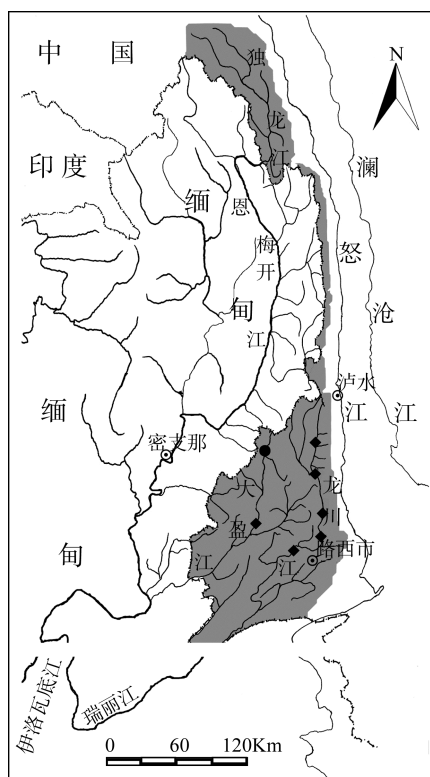 中国
独龙江
N
印度
缅甸
恩梅开江
澜沧江
怒江
泸水
缅甸
密支那
大盈江
龙川江
路西市
伊洛瓦底江
瑞丽江
0 60 120Km